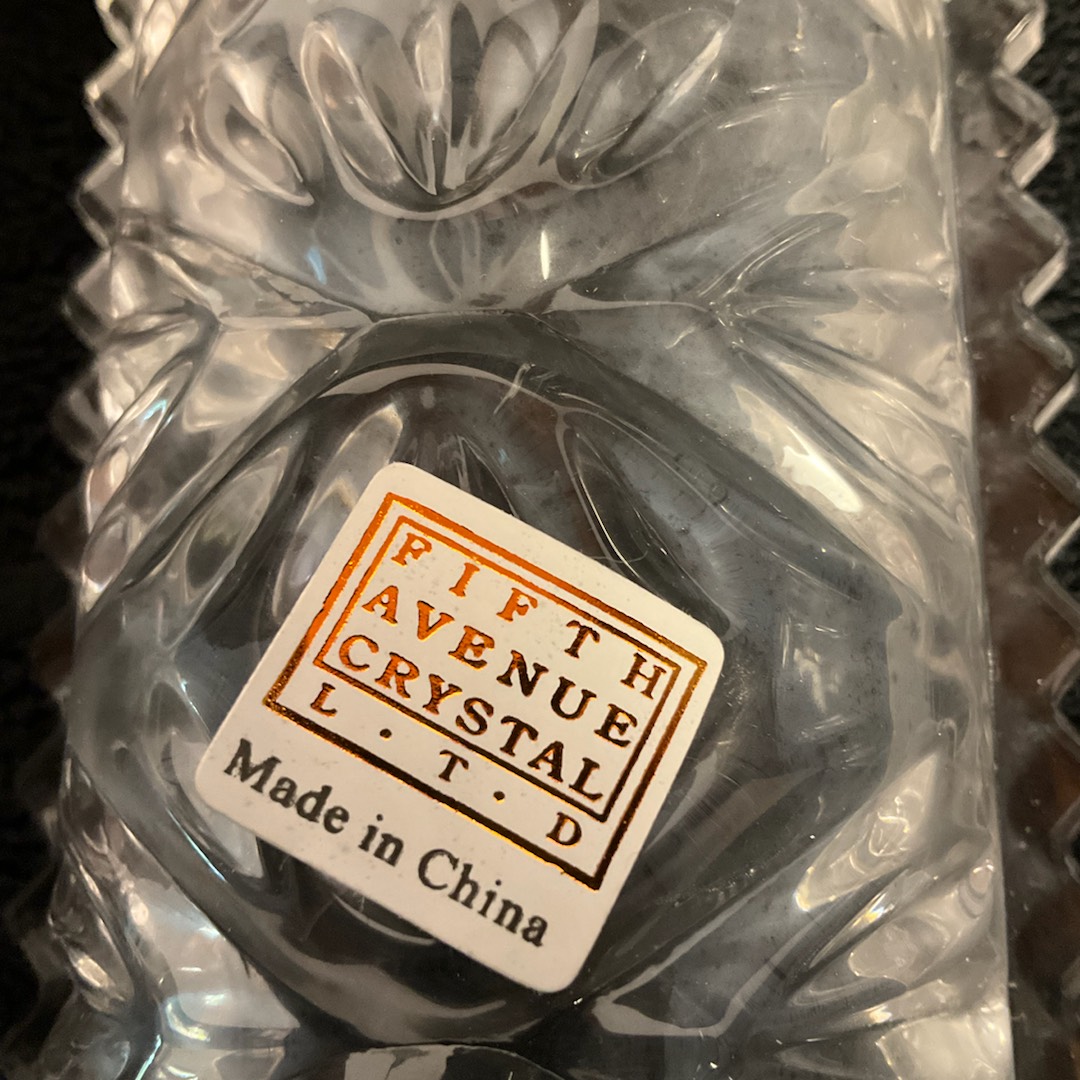 FIFTH
AVENUE
CRYSTAL
L·T·D
Made in China